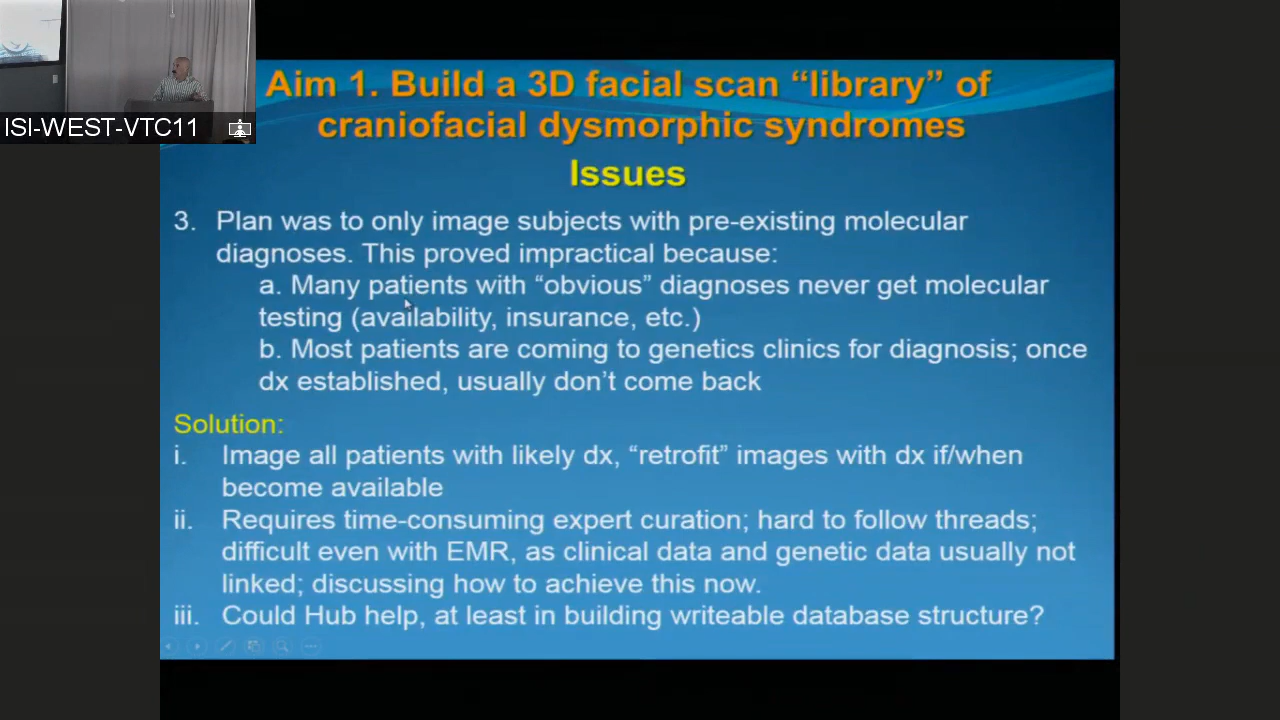 ISI-WEST-VTC11
Aim 1. Build a 3D facial scan “library” of
craniofacial dysmorphic syndromes
Issues
3. Plan was to only image subjects with pre-existing molecular
diagnoses. This proved impractical because:
a. Many patients with “obvious” diagnoses never get molecular
testing (availability, insurance, etc.)
b. Most patients are coming to genetics clinics for diagnosis; once
dx established, usually don’t come back
Solution:
i. Image all patients with likely dx, “retrofit” images with dx if/when
become available
ii. Requires time-consuming expert curation; hard to follow threads;
difficult even with EMR, as clinical data and genetic data usually not
linked; discussing how to achieve this now.
iii. Could Hub help, at least in building writeable database structure?